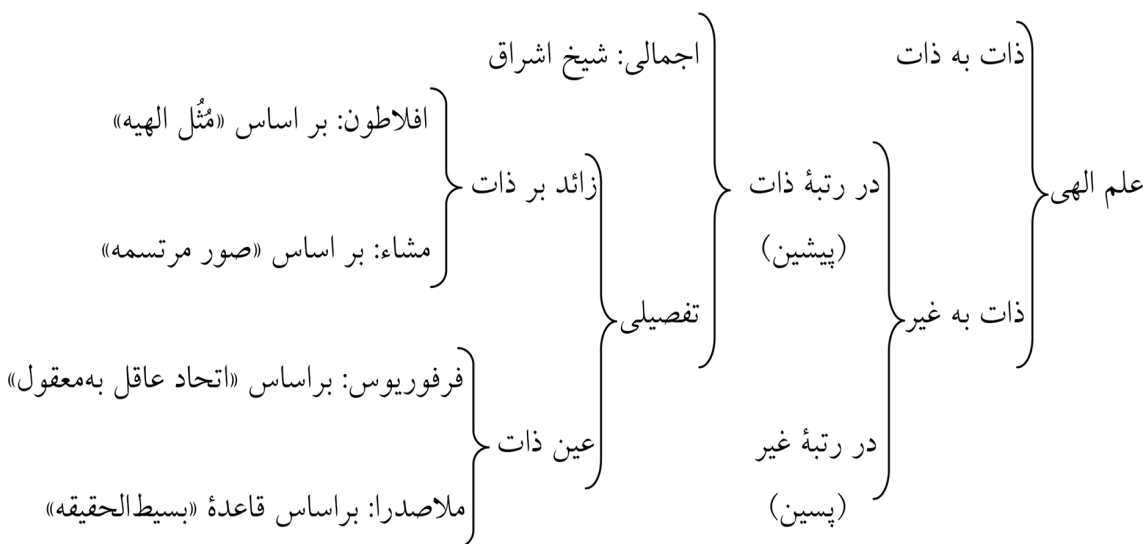 علم الهی
ذات به ذات
ذات به غیر
در رتبهٔ ذات
(پیشین)
در رتبهٔ غیر
(پسین)
اجمالی: شیخ اشراق
تفصیلی
زائد بر ذات
عین ذات
افلاطون: بر اساس «مُثُل الهیه»
مشاء: بر اساس «صور مرتسمه»
فرفوریوس: براساس «اتحاد عاقل به‌معقول»
ملاصدرا: براساس قاعدهٔ «بسیط‌الحقیقه»